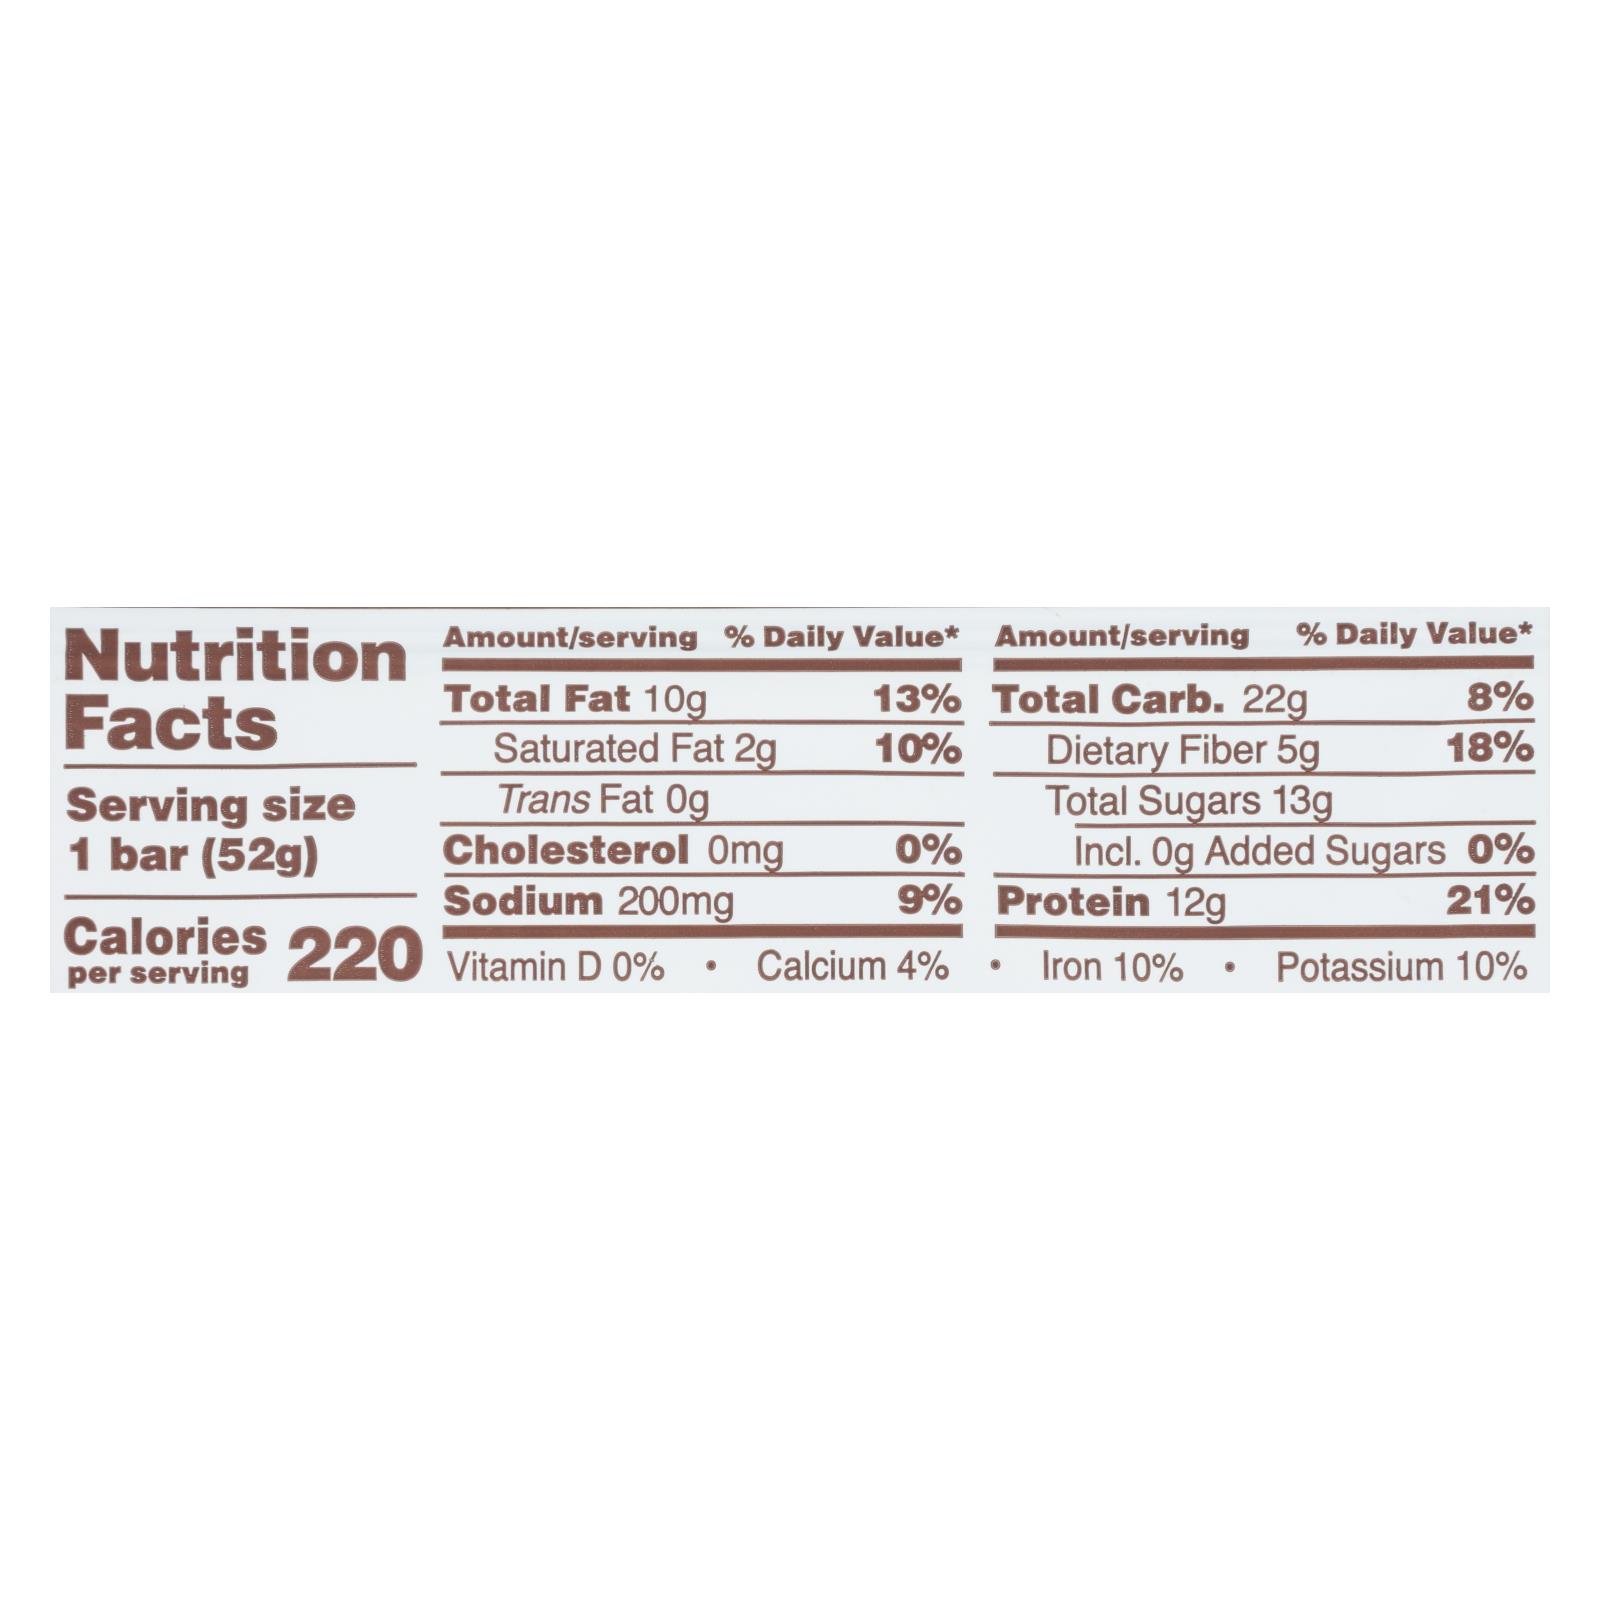 Nutrition
Facts
Serving size
1 bar (52g)
Calories
per serving
220
Amount/serving % Daily Value*
Total Fat 10g 13%
Saturated Fat 2g 10%
Trans Fat 0g
Cholesterol 0mg 0%
Sodium 200mg 9%
Amount/serving % Daily Value*
Total Carb. 22g 8%
Dietary Fiber 5g 18%
Total Sugars 13g
Incl. 0g Added Sugars 0%
Protein 12g 21%
Vitamin D 0% • Calcium 4% • Iron 10% • Potassium 10%